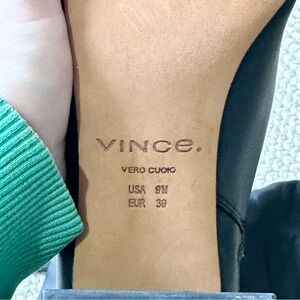 VINCE.
VERO CUOIO
USA 9M
EUR 39